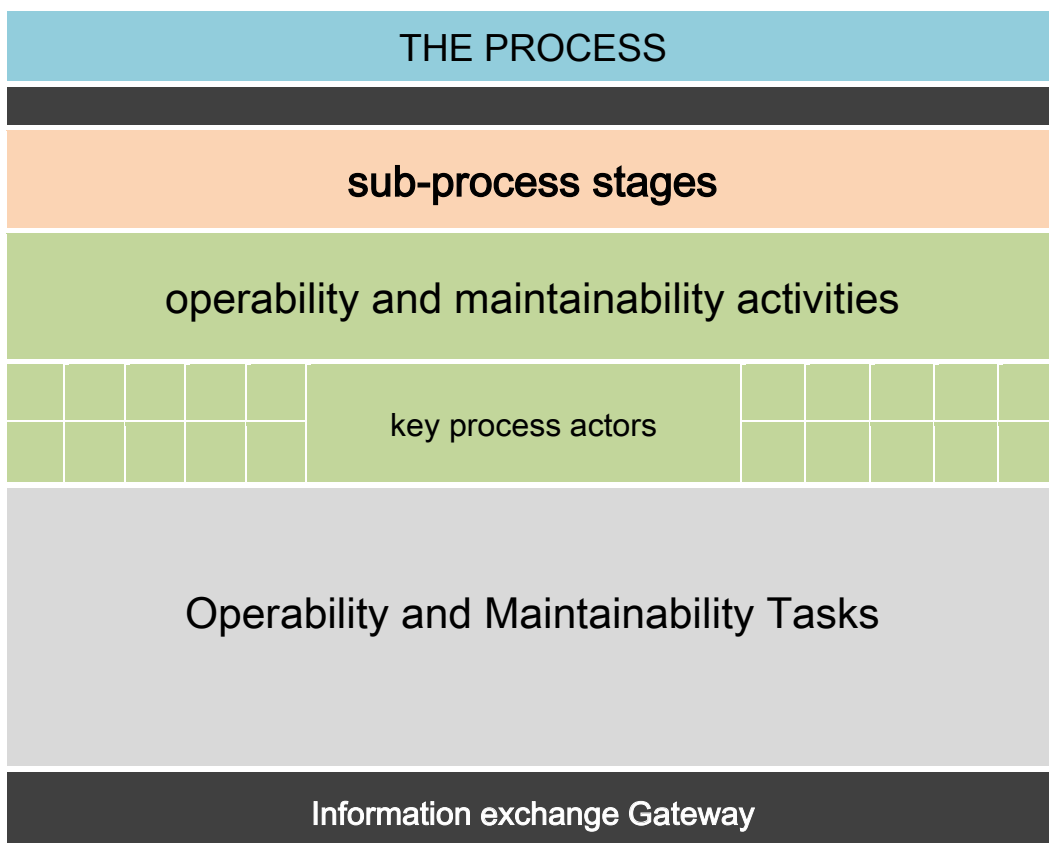 THE PROCESS
sub-process stages
operability and maintainability activities
key process actors
Operability and Maintainability Tasks
Information exchange Gateway